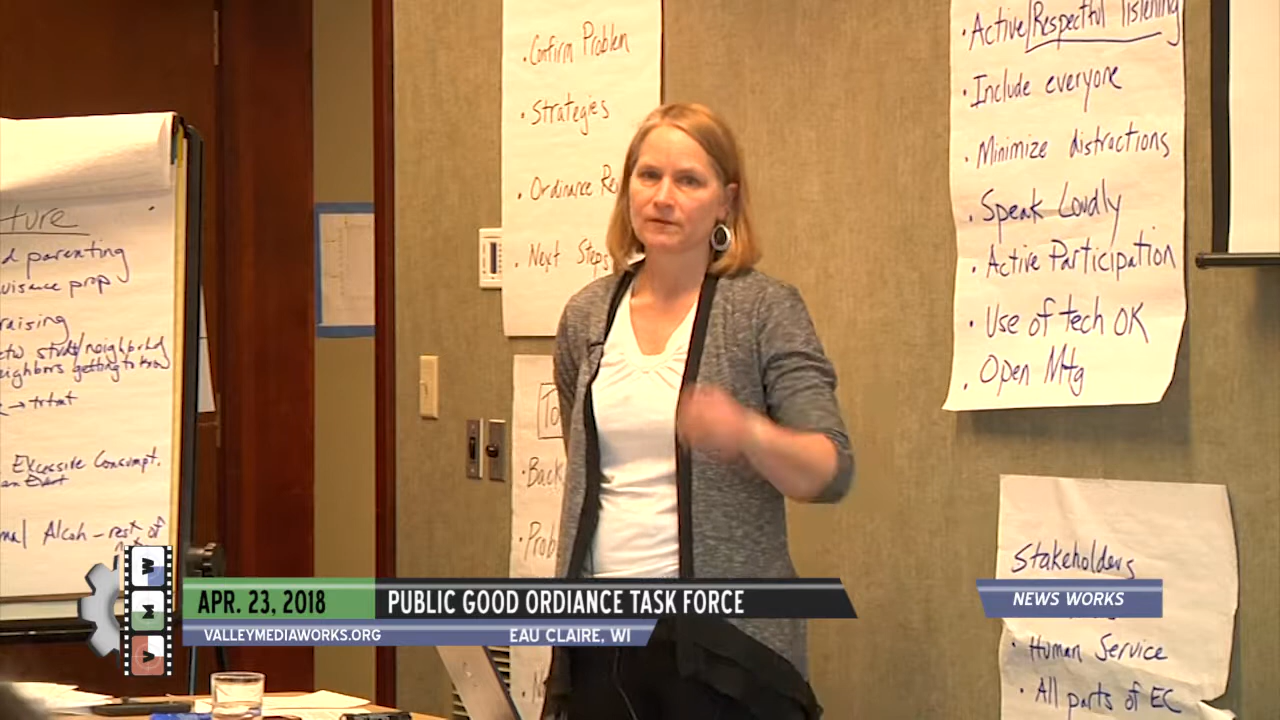 ture
d parenting
uisance prop
raising
neighbors getting to know
Excessive Consumpt.
mal Alcoh - rest of
• Confirm Problem
• Strategies
• Ordinance Re
• Next Steps
To
• Back
• Prob
• Active/Respectful listening
• Include everyone
• Minimize distractions
• Speak Loudly
• Active Participation
• Use of tech OK
• Open Mtg
Stakeholders
• Human Service
• All parts of EC
W
M
V
APR. 23, 2018
PUBLIC GOOD ORDIANCE TASK FORCE
VALLEYMEDIAWORKS.ORG
EAU CLAIRE, WI
NEWS WORKS